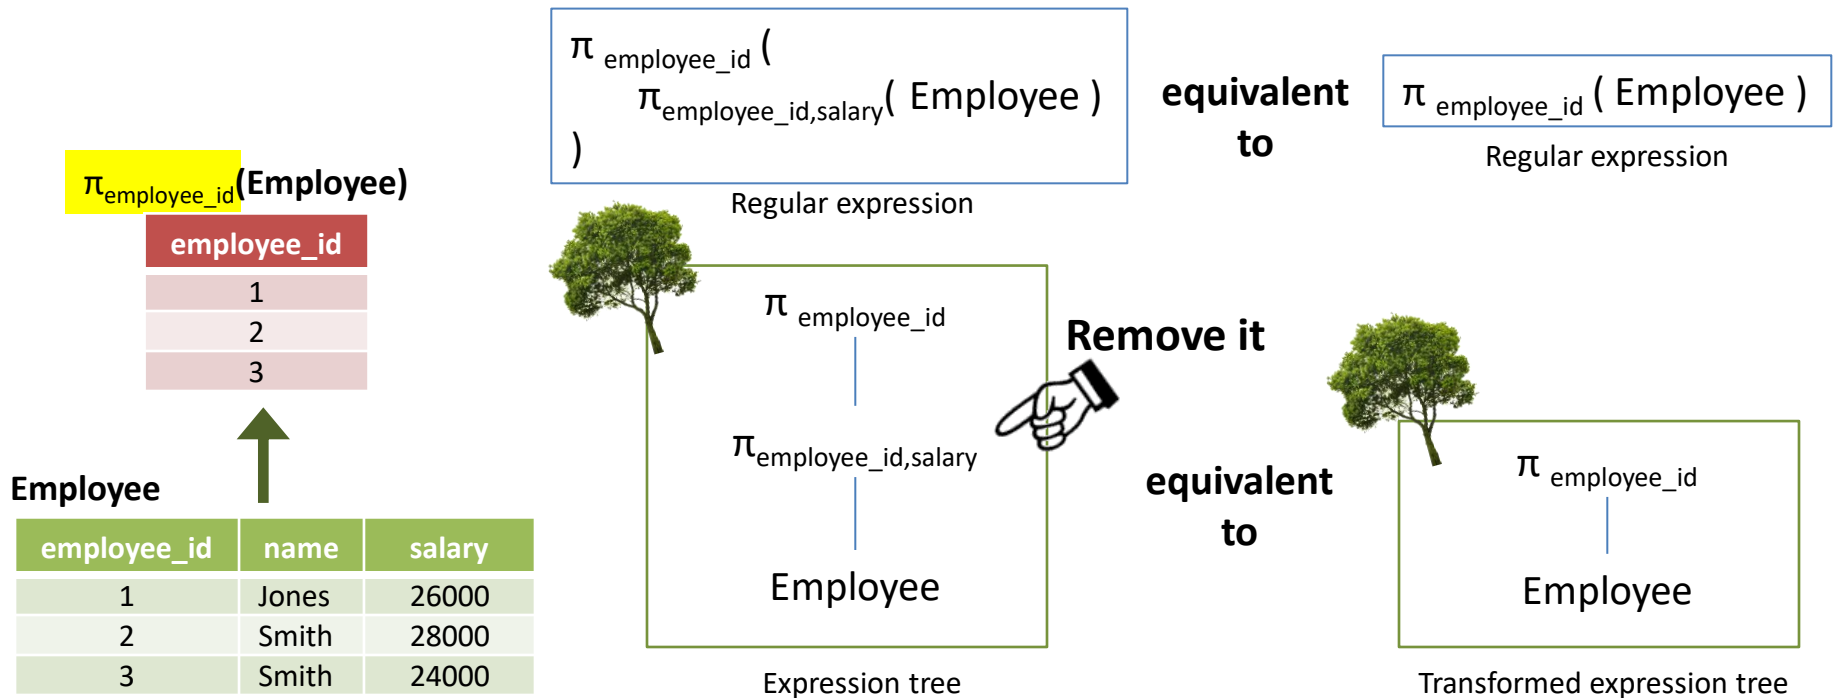 π employee_id (
π employee_id,salary ( Employee )
)
Regular expression
equivalent
to
π employee_id ( Employee )
Regular expression
π employee_id (Employee)
employee_id
1
2
3
Employee
employee_id name salary
1 Jones 26000
2 Smith 28000
3 Smith 24000
π employee_id
π employee_id,salary
Employee
Expression tree
Remove it
equivalent
to
π employee_id
Employee
Transformed expression tree